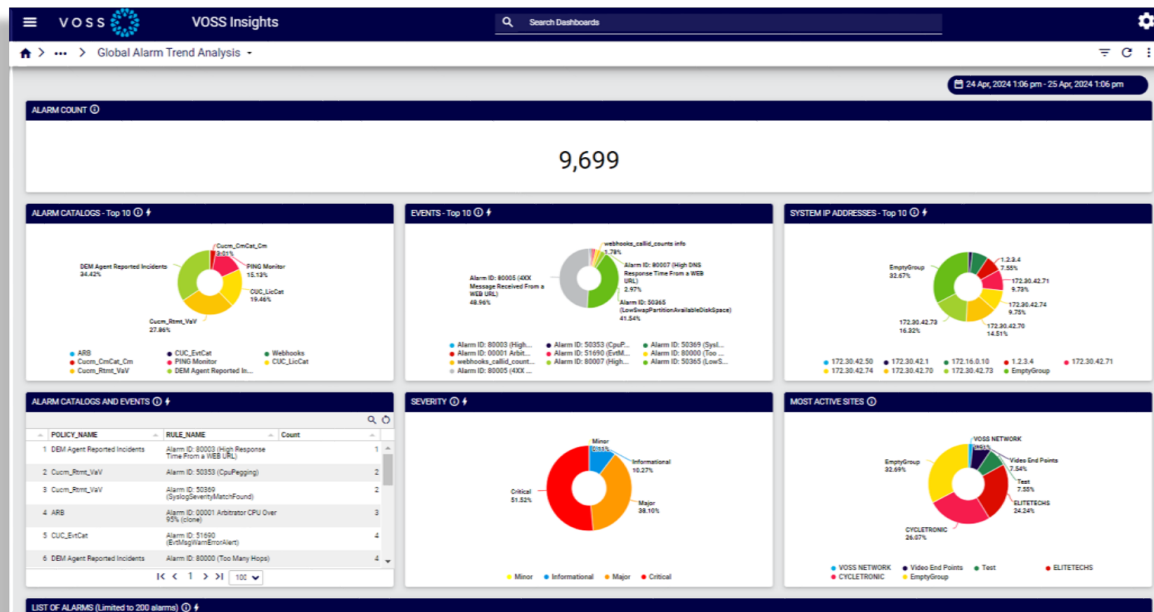 VOSS
VOSS Insights
Search Dashboards
... > Global Alarm Trend Analysis
24 Apr, 2024 1:06 pm - 25 Apr, 2024 1:06 pm
ALARM COUNT
9,699
ALARM CATALOGS - Top 10
Cucm_CmCat_Cm
3.01%
DEM Agent Reported Incidents
34.42%
PING Monitor
15.13%
CUC_LicCat
19.46%
Cucm_Rtmt_VaV
27.86%
ARB
CUC_EvtCat
Webhooks
Cucm_CmCat_Cm
PING Monitor
CUC_LicCat
Cucm_Rtmt_VaV
DEM Agent Reported In...
EVENTS - Top 10
webhooks_callid_counts info
1.78%
Alarm ID: 80007 (High DNS
Response Time From a WEB
URL)
2.97%
Alarm ID: 80005 (4XX
Message Received From a
WEB URL)
48.96%
Alarm ID: 50365
(LowSwapPartitionAvailableDiskSpace)
41.54%
Alarm ID: 80003 (High...
Alarm ID: 50353 (CpuP...
Alarm ID: 50369 (Sysl...
Alarm ID: 00001 Arbit...
Alarm ID: 51690 (EvtM...
Alarm ID: 80000 (Too ...
webhooks_callid_count...
Alarm ID: 80007 (High...
Alarm ID: 50365 (LowS...
Alarm ID: 80005 (4XX ...
SYSTEM IP ADDRESSES - Top 10
1.2.3.4
7.55%
EmptyGroup
32.67%
172.30.42.71
9.73%
172.30.42.74
9.75%
172.30.42.73
16.32%
172.30.42.70
14.51%
172.30.42.50
172.30.42.1
172.16.0.10
1.2.3.4
172.30.42.71
172.30.42.74
172.30.42.70
172.30.42.73
EmptyGroup
ALARM CATALOGS AND EVENTS
POLICY_NAME RULE_NAME Count
1 DEM Agent Reported Incidents Alarm ID: 80003 (High Response 1
Time From a WEB URL)
2 Cucm_Rtmt_VaV Alarm ID: 50353 (CpuPegging) 2
3 Cucm_Rtmt_VaV Alarm ID: 50369 2
(SyslogSeverityMatchFound)
4 ARB Alarm ID: 00001 Arbitrator CPU Over 3
95% (clone)
5 CUC_EvtCat Alarm ID: 51690 4
(EvtMsgWarnErrorAlert)
6 DEM Agent Reported Incidents Alarm ID: 80000 (Too Many Hops) 4
1
100
SEVERITY
Minor
Informational
10.27%
Critical
51.52%
Major
38.10%
Minor
Informational
Major
Critical
MOST ACTIVE SITES
VOSS NETWORK
Video End Points
7.54%
EmptyGroup
32.69%
Test
7.55%
ELITETECHS
24.24%
CYCLETRONIC
26.07%
VOSS NETWORK
Video End Points
Test
ELITETECHS
CYCLETRONIC
EmptyGroup
LIST OF ALARMS (Limited to 200 alarms)